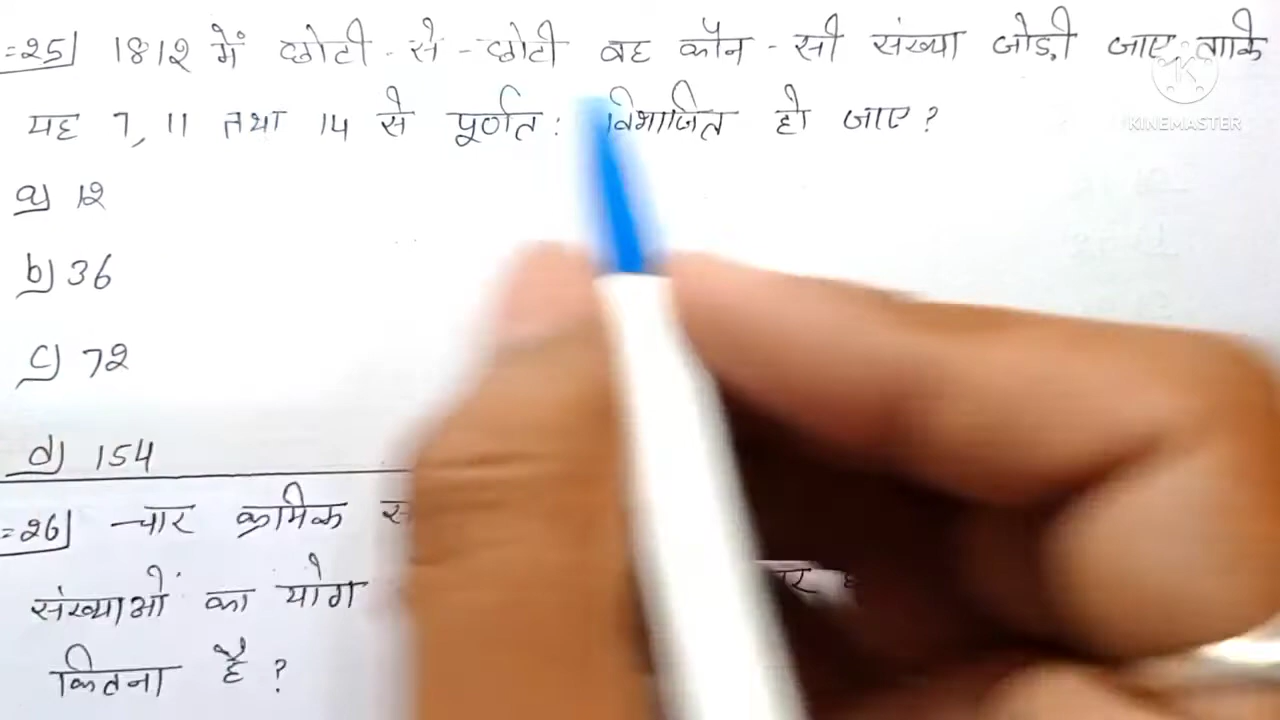 =25] 1812 में छोटी-से-छोटी वह कौन-सी संख्या जोड़ी जाए ताकि
यह 7, 11 तथा 14 से पूर्णत: विभाजित हो जाए?
KINEMASTER
a) 12
b) 36
c) 72
d) 154
=26] चार क्रमिक
संख्याओं का योग
कितना है?